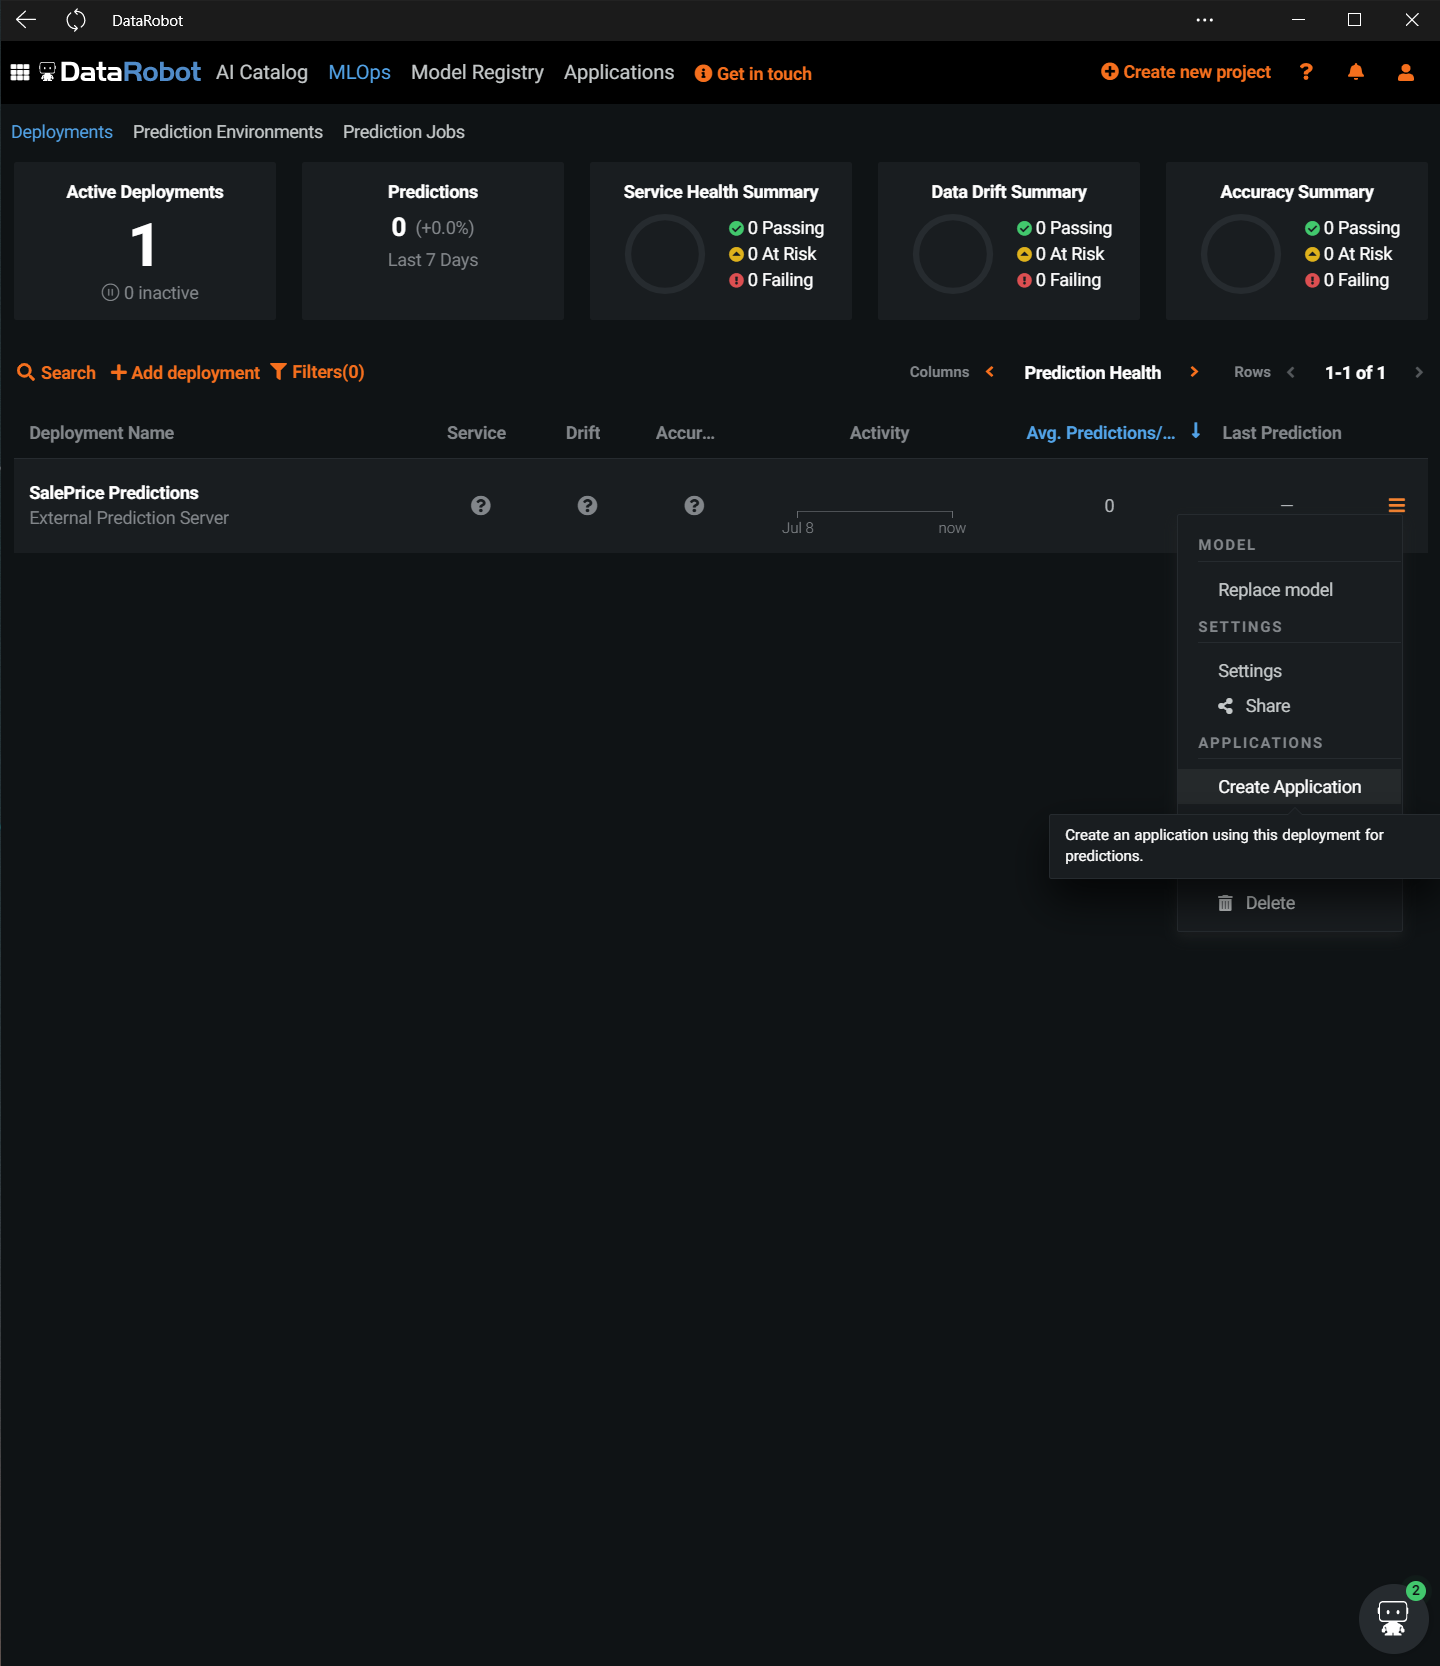 DataRobot
DataRobot AI Catalog MLOps Model Registry Applications Get in touch Create new project ?
Deployments Prediction Environments Prediction Jobs
Active Deployments
1
0 inactive
Predictions
0 (+0.0%)
Last 7 Days
Service Health Summary
0 Passing
0 At Risk
0 Failing
Data Drift Summary
0 Passing
0 At Risk
0 Failing
Accuracy Summary
0 Passing
0 At Risk
0 Failing
Search + Add deployment Filters(0) Columns Prediction Health Rows 1-1 of 1
Deployment Name Service Drift Accur... Activity Avg. Predictions/... Last Prediction
SalePrice Predictions
External Prediction Server
? ? ? 0 —
Jul 8 now
MODEL
Replace model
SETTINGS
Settings
Share
APPLICATIONS
Create Application
Create an application using this deployment for
predictions.
Delete
2